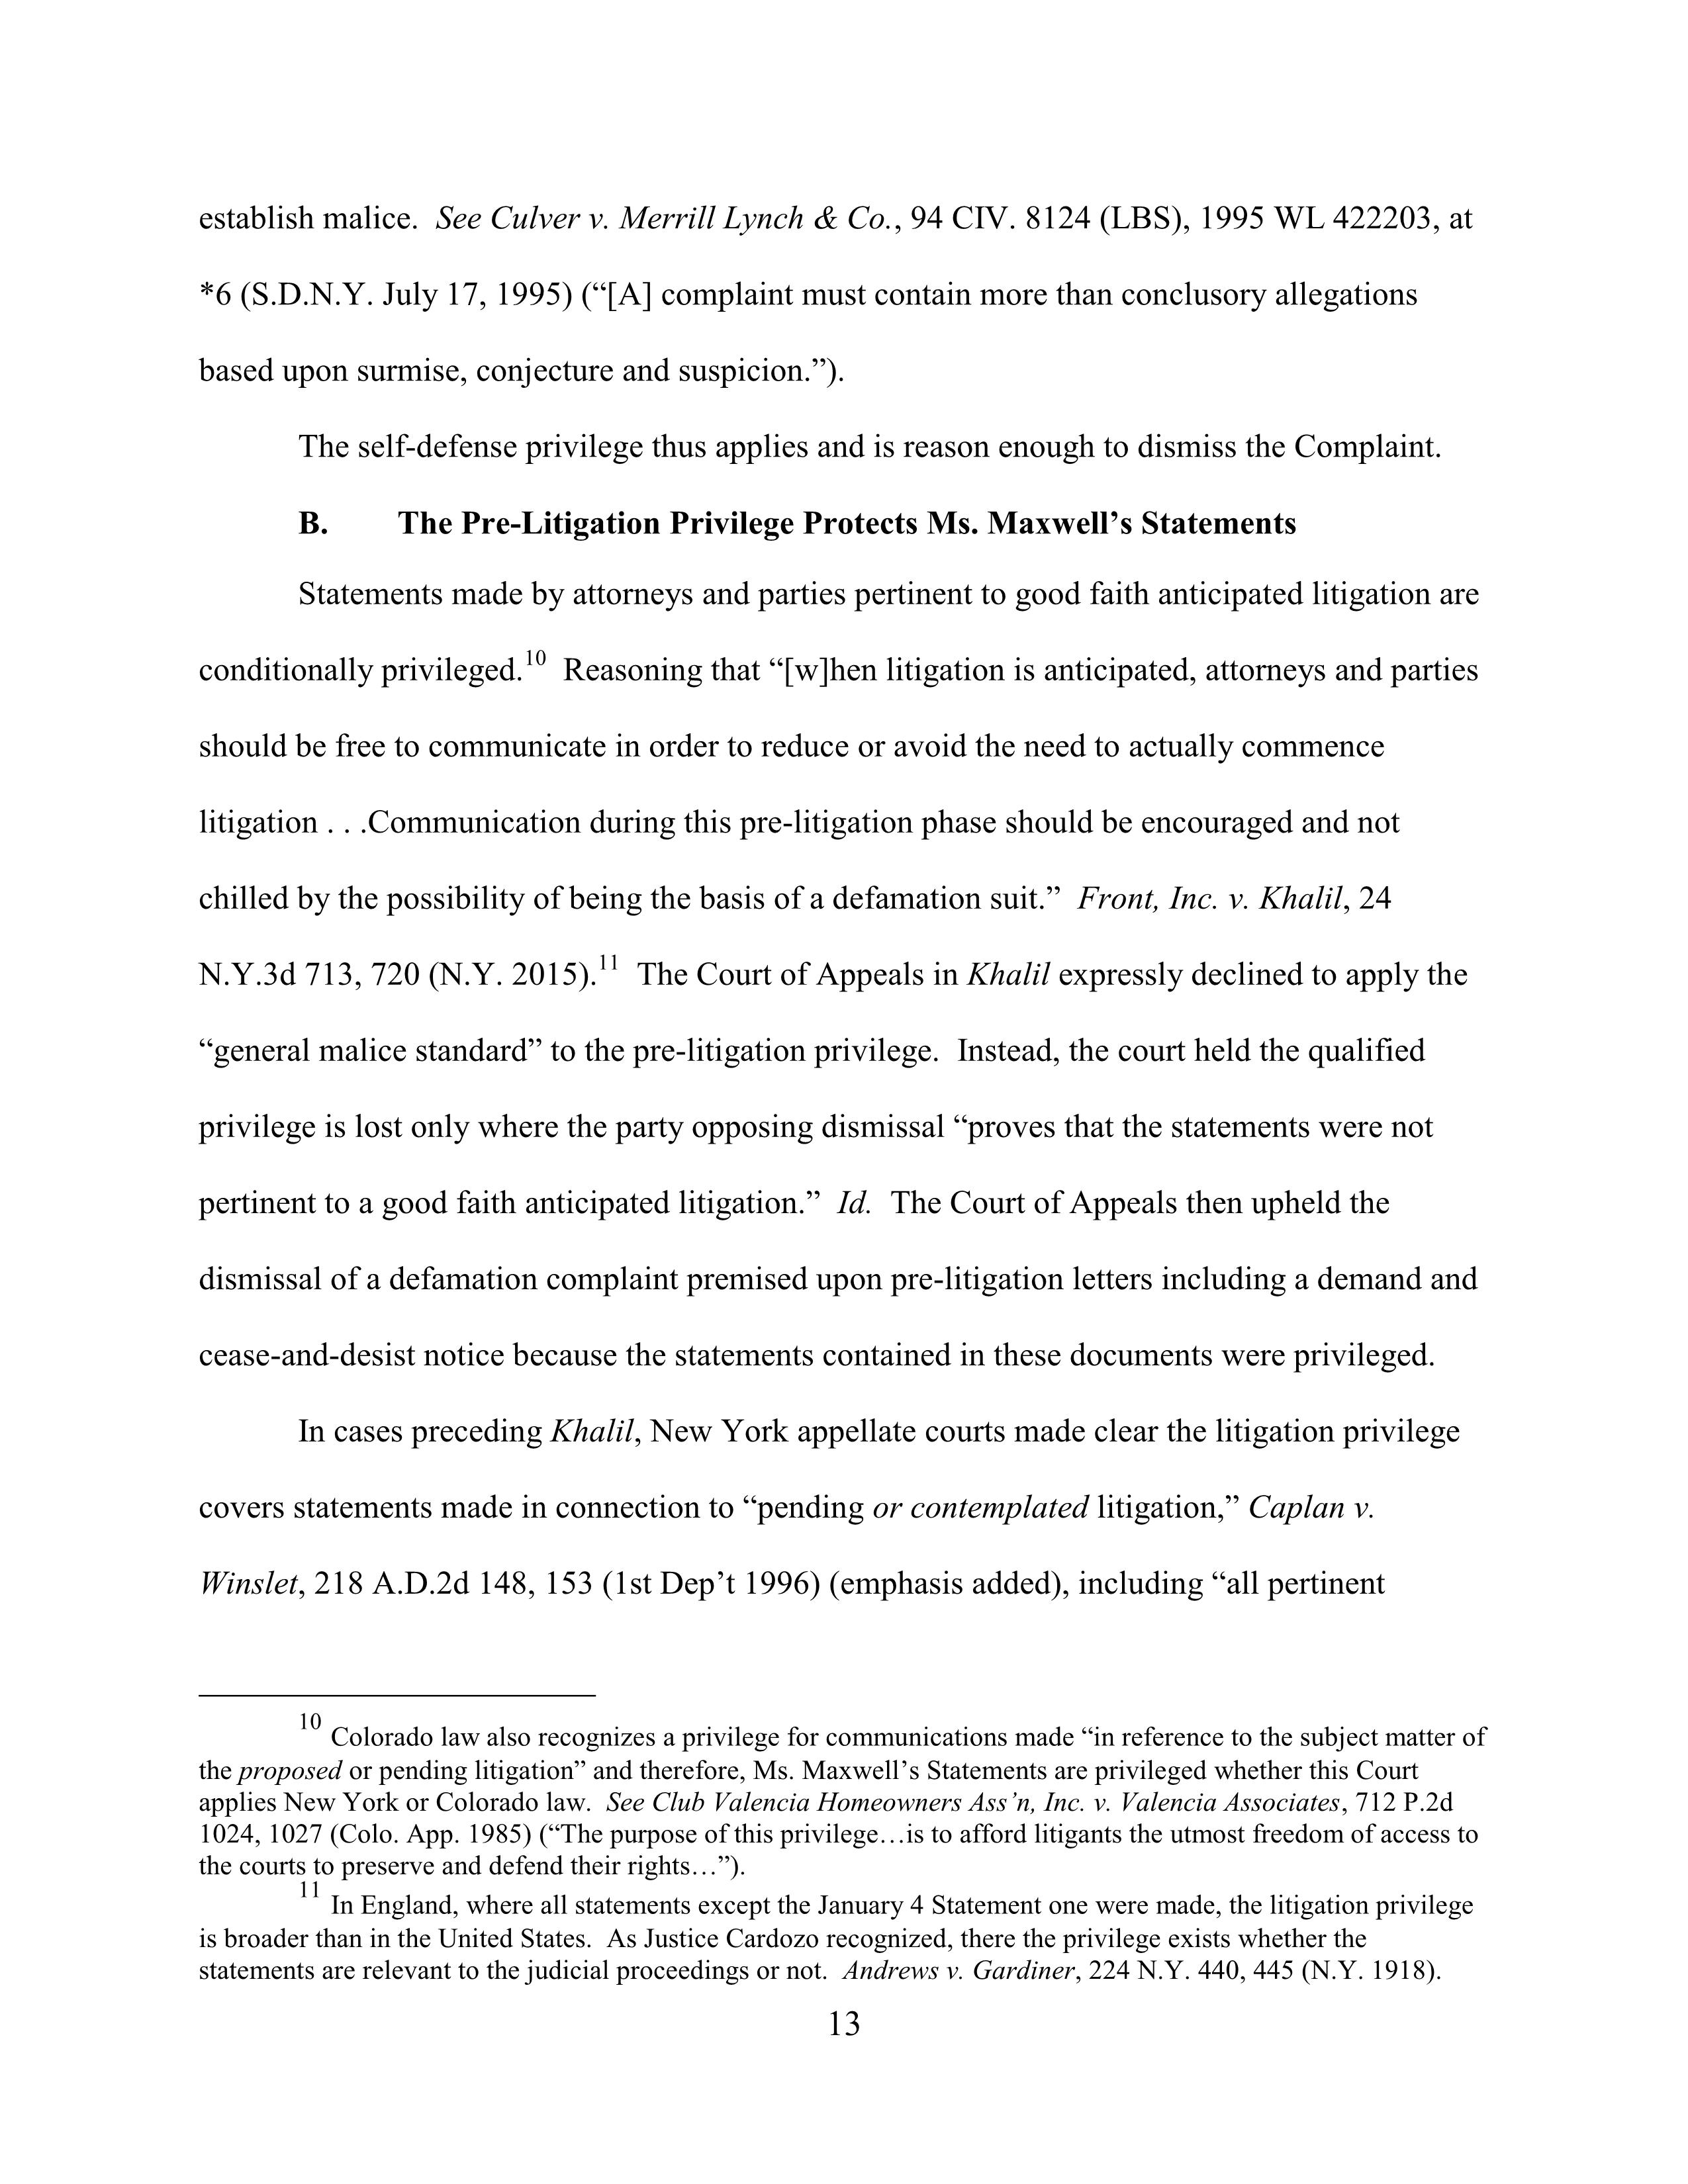 establish malice.  See Culver v. Merrill Lynch & Co., 94 CIV. 8124 (LBS), 1995 WL 422203, at
*6 (S.D.N.Y. July 17, 1995) (“[A] complaint must contain more than conclusory allegations
based upon surmise, conjecture and suspicion.”).
The self-defense privilege thus applies and is reason enough to dismiss the Complaint.
B. The Pre-Litigation Privilege Protects Ms. Maxwell’s Statements
Statements made by attorneys and parties pertinent to good faith anticipated litigation are
conditionally privileged.10  Reasoning that “[w]hen litigation is anticipated, attorneys and parties
should be free to communicate in order to reduce or avoid the need to actually commence
litigation . . .Communication during this pre-litigation phase should be encouraged and not
chilled by the possibility of being the basis of a defamation suit.”  Front, Inc. v. Khalil, 24
N.Y.3d 713, 720 (N.Y. 2015).11  The Court of Appeals in Khalil expressly declined to apply the
“general malice standard” to the pre-litigation privilege.  Instead, the court held the qualified
privilege is lost only where the party opposing dismissal “proves that the statements were not
pertinent to a good faith anticipated litigation.”  Id.  The Court of Appeals then upheld the
dismissal of a defamation complaint premised upon pre-litigation letters including a demand and
cease-and-desist notice because the statements contained in these documents were privileged.
In cases preceding Khalil, New York appellate courts made clear the litigation privilege
covers statements made in connection to “pending or contemplated litigation,” Caplan v.
Winslet, 218 A.D.2d 148, 153 (1st Dep’t 1996) (emphasis added), including “all pertinent
10 Colorado law also recognizes a privilege for communications made “in reference to the subject matter of
the proposed or pending litigation” and therefore, Ms. Maxwell’s Statements are privileged whether this Court
applies New York or Colorado law.  See Club Valencia Homeowners Ass’n, Inc. v. Valencia Associates, 712 P.2d
1024, 1027 (Colo. App. 1985) (“The purpose of this privilege…is to afford litigants the utmost freedom of access to
the courts to preserve and defend their rights…”).
11 In England, where all statements except the January 4 Statement one were made, the litigation privilege
is broader than in the United States.  As Justice Cardozo recognized, there the privilege exists whether the
statements are relevant to the judicial proceedings or not.  Andrews v. Gardiner, 224 N.Y. 440, 445 (N.Y. 1918).
13